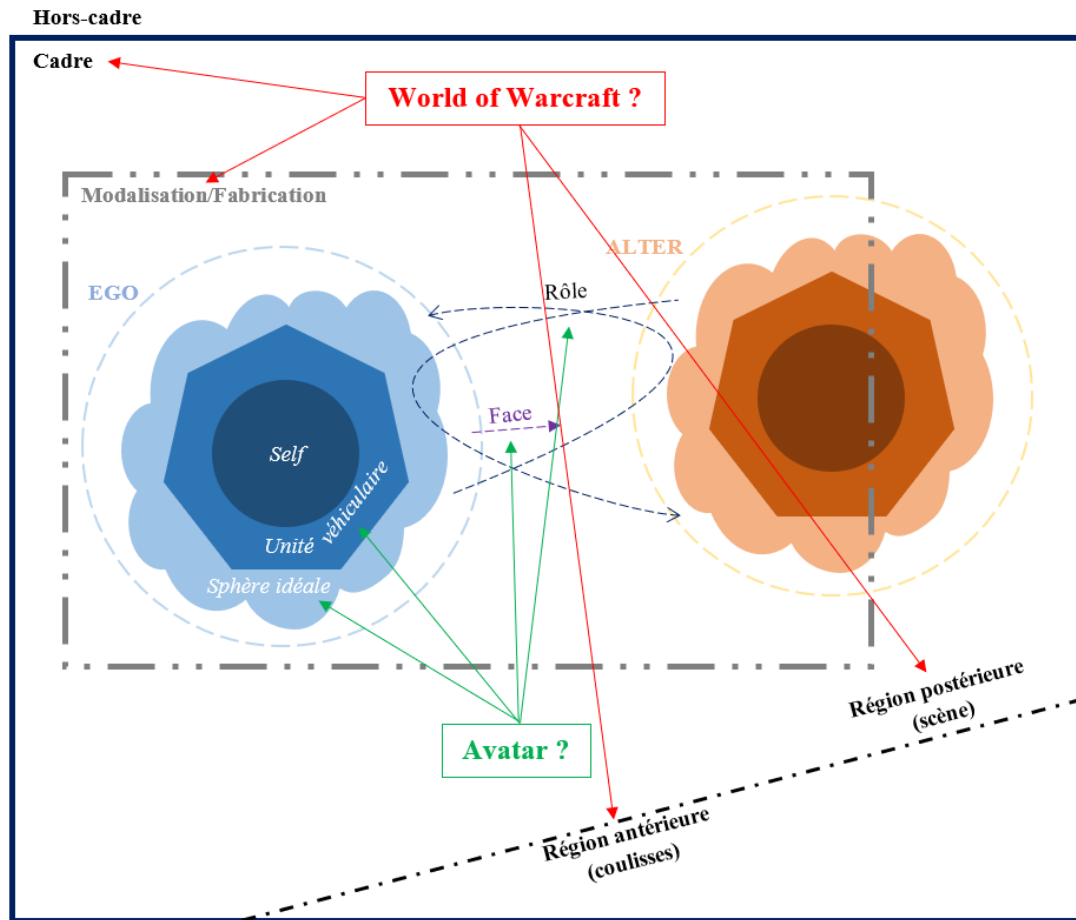 Hors-cadre
Cadre
World of Warcraft ?
Modalisation/Fabrication
ALTER
EGO
Rôle
Face
Self
véhiculaire
Unité
Sphère idéale
Région postérieure
(scène)
Avatar ?
Région antérieure
(coulisses)